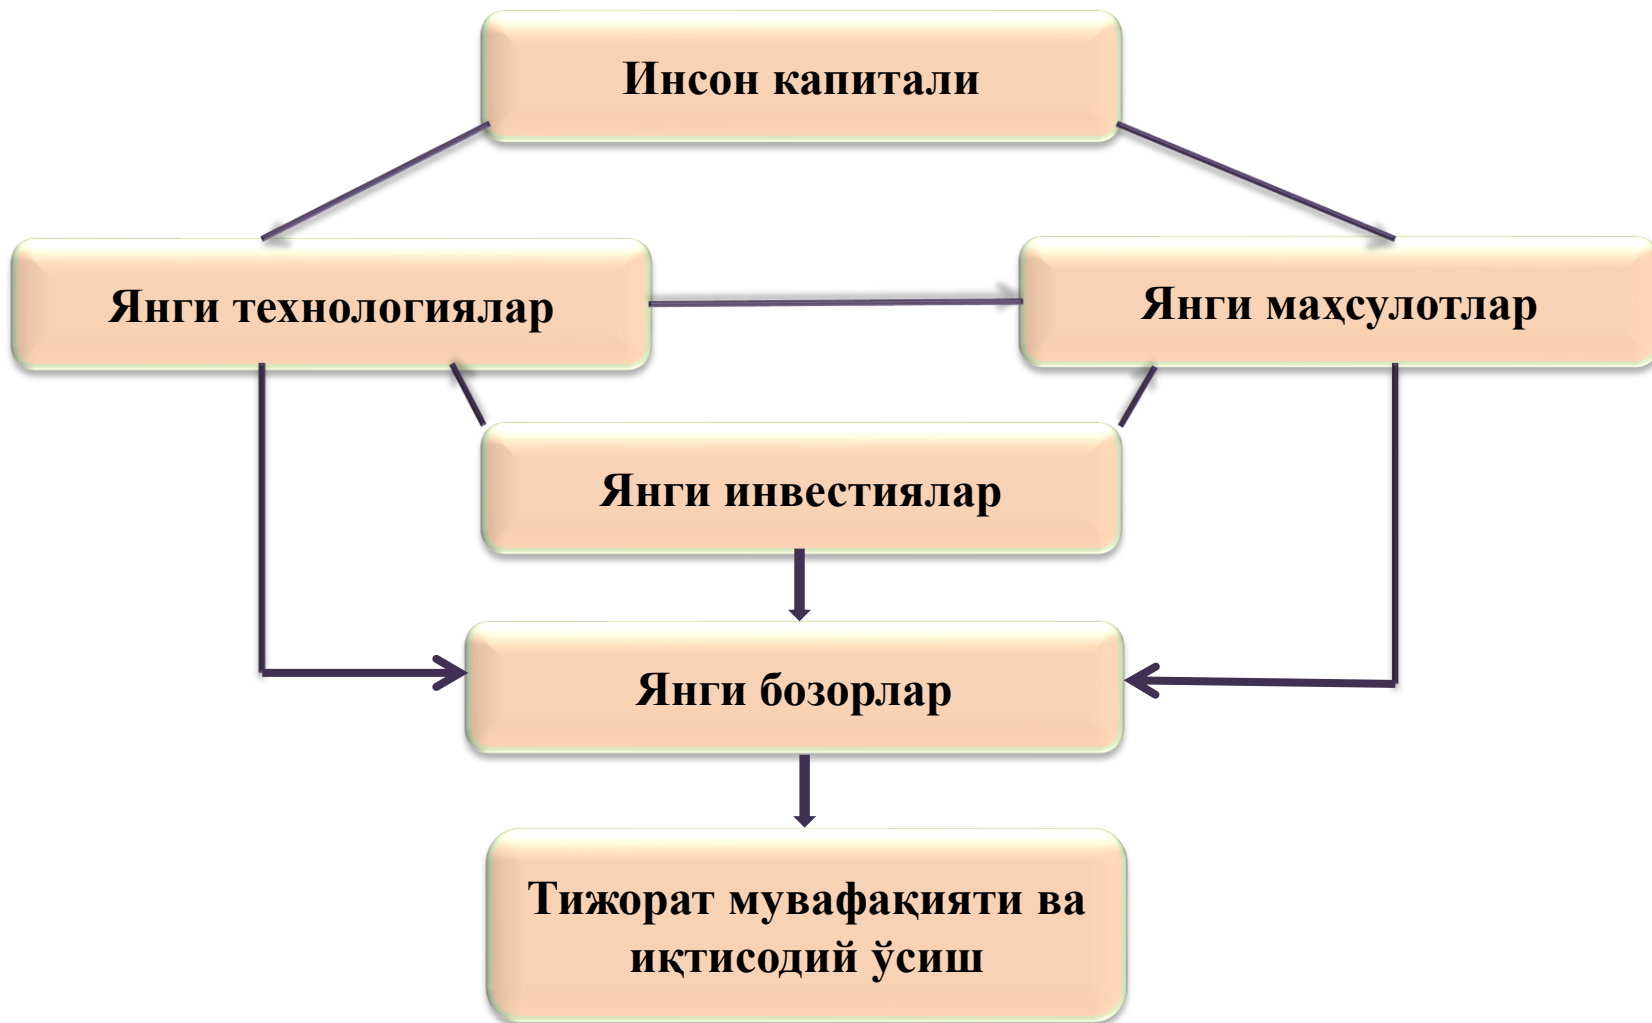 Инсон капитали
Янги технологиялар
Янги маҳсулотлар
Янги инвестиялар
Янги бозорлар
Тижорат мувафақияти ва
иқтисодий ўсиш